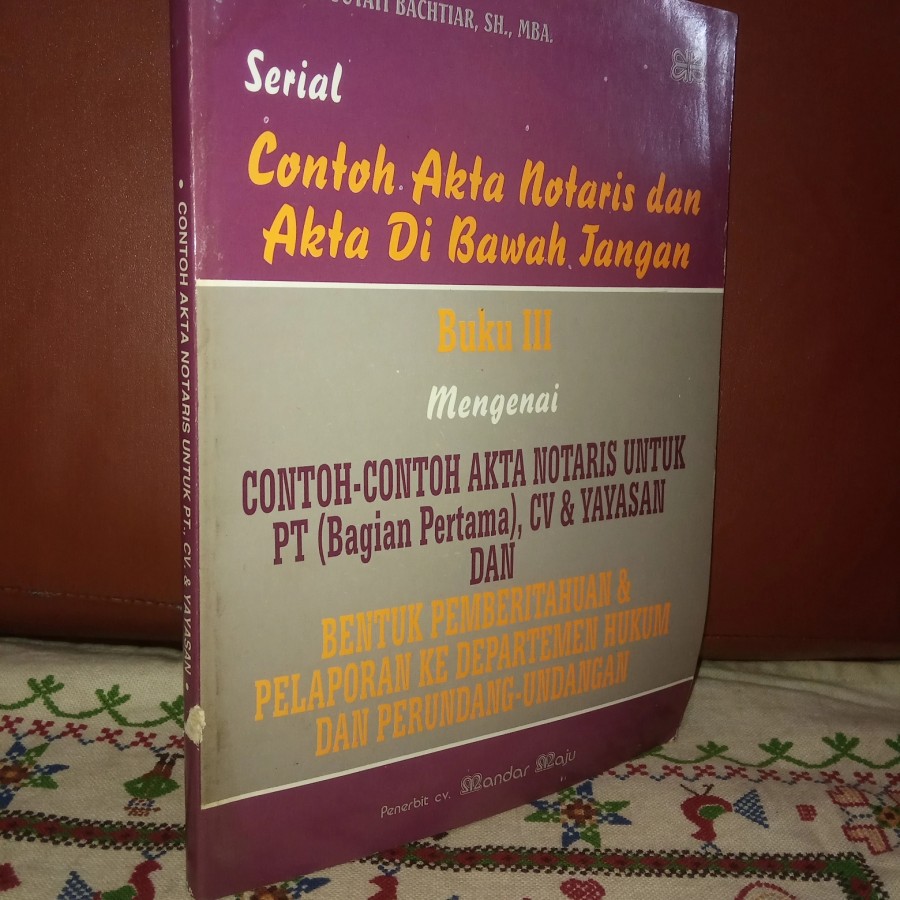 BACHTIAR, SH., MBA.
Serial
Contoh Akta Notaris dan
Akta Di Bawah Tangan
Buku III
Mengenai
CONTOH-CONTOH AKTA NOTARIS UNTUK
PT (Bagian Pertama), CV & YAYASAN
DAN
BENTUK PEMBERITAHUAN &
PELAPORAN KE DEPARTEMEN HUKUM
DAN PERUNDANG-UNDANGAN
Penerbit cv. Mandar Maju
• CONTOH AKTA NOTARIS UNTUK PT., CV. & YAYASAN •